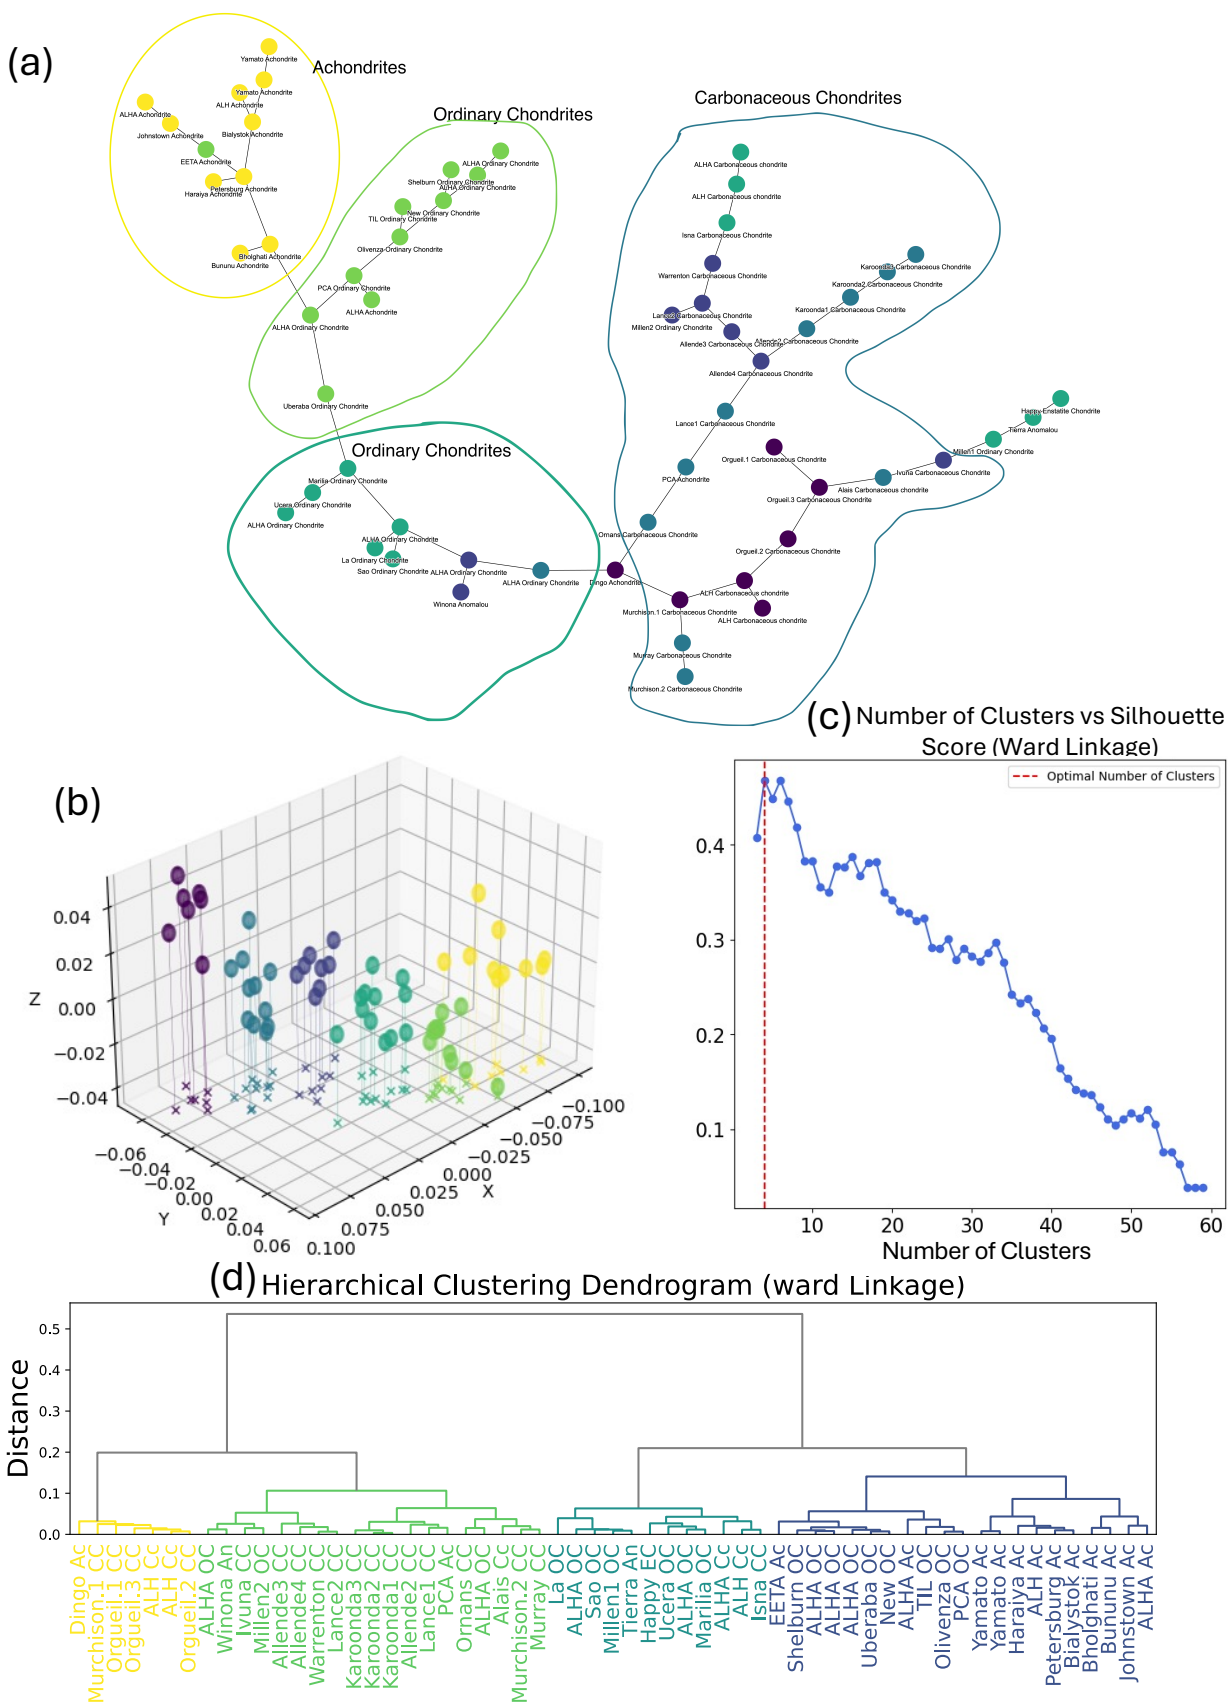 (a)
Yamato Achondrite
Achondrites
Yamato Achondrite
ALH Achondrite
ALHA Achondrite
Johnstown Achondrite
Bialystok Achondrite
EETA Achondrite
Petersburg Achondrite
Haraiya Achondrite
Bholghati Achondrite
Bununu Achondrite
Ordinary Chondrites
ALHA Ordinary Chondrite
Shelburn Ordinary Chondrite
ALHA Ordinary Chondrite
New Ordinary Chondrite
TIL Ordinary Chondrite
Olivenza Ordinary Chondrite
PCA Ordinary Chondrite
ALHA Achondrite
ALHA Ordinary Chondrite
Uberaba Ordinary Chondrite
Ordinary Chondrites
Marilia Ordinary Chondrite
Ucera Ordinary Chondrite
ALHA Ordinary Chondrite
ALHA Ordinary Chondrite
La Ordinary Chondrite
Sao Ordinary Chondrite
ALHA Ordinary Chondrite
Winona Anomalou
ALHA Ordinary Chondrite
Dingo Achondrite
Carbonaceous Chondrites
ALHA Carbonaceous chondrite
ALH Carbonaceous chondrite
Isna Carbonaceous Chondrite
Warrenton Carbonaceous Chondrite
Karoonda3 Carbonaceous Chondrite
Karoonda2 Carbonaceous Chondrite
Karoonda1 Carbonaceous Chondrite
Lance2 Carbonaceous Chondrite
Millen2 Ordinary Chondrite
Allende3 Carbonaceous Chondrite
Allende2 Carbonaceous Chondrite
Allende4 Carbonaceous Chondrite
Lance1 Carbonaceous Chondrite
Happy Enstatite Chondrite
Tierra Anomalou
Millen1 Ordinary Chondrite
Orgueil.1 Carbonaceous Chondrite
PCA Achondrite
Ivuna Carbonaceous Chondrite
Alais Carbonaceous chondrite
Orgueil.3 Carbonaceous Chondrite
Ornans Carbonaceous Chondrite
Orgueil.2 Carbonaceous Chondrite
ALH Carbonaceous chondrite
Murchison.1 Carbonaceous Chondrite
ALH Carbonaceous chondrite
Murray Carbonaceous Chondrite
Murchison.2 Carbonaceous Chondrite
(b)
0.04
0.02
Z
0.00
−0.02
−0.04
−0.06
−0.04
−0.02
0.00
Y
0.02
0.04
0.06
−0.100
−0.075
−0.050
−0.025
0.000
X
0.025
0.050
0.075
0.100
(c) Number of Clusters vs Silhouette
Score (Ward Linkage)
Optimal Number of Clusters
0.4
0.3
0.2
0.1
10 20 30 40 50 60
Number of Clusters
(d) Hierarchical Clustering Dendrogram (ward Linkage)
Distance
0.5
0.4
0.3
0.2
0.1
0.0
Dingo Ac
Murchison.1 CC
Orgueil.1 CC
Orgueil.3 CC
ALH Cc
ALH Cc
Orgueil.2 CC
ALHA OC
Winona An
Ivuna CC
Millen2 OC
Allende3 CC
Allende4 CC
Warrenton CC
Lance2 CC
Karoonda3 CC
Karoonda2 CC
Karoonda1 CC
Allende2 CC
Lance1 CC
PCA Ac
Ornans CC
ALHA OC
Alais Cc
Murchison.2 CC
Murray CC
La OC
ALHA OC
Sao OC
Millen1 OC
Tierra An
Happy EC
Ucera OC
ALHA OC
Marilia OC
ALHA Cc
ALH Cc
Isna CC
EETA Ac
Shelburn OC
ALHA OC
ALHA OC
ALHA OC
Uberaba OC
New OC
ALHA Ac
TIL OC
Olivenza OC
PCA OC
Yamato Ac
Yamato Ac
Haraiya Ac
ALH Ac
Petersburg Ac
Bialystok Ac
Bholghati Ac
Bununu Ac
Johnstown Ac
ALHA Ac